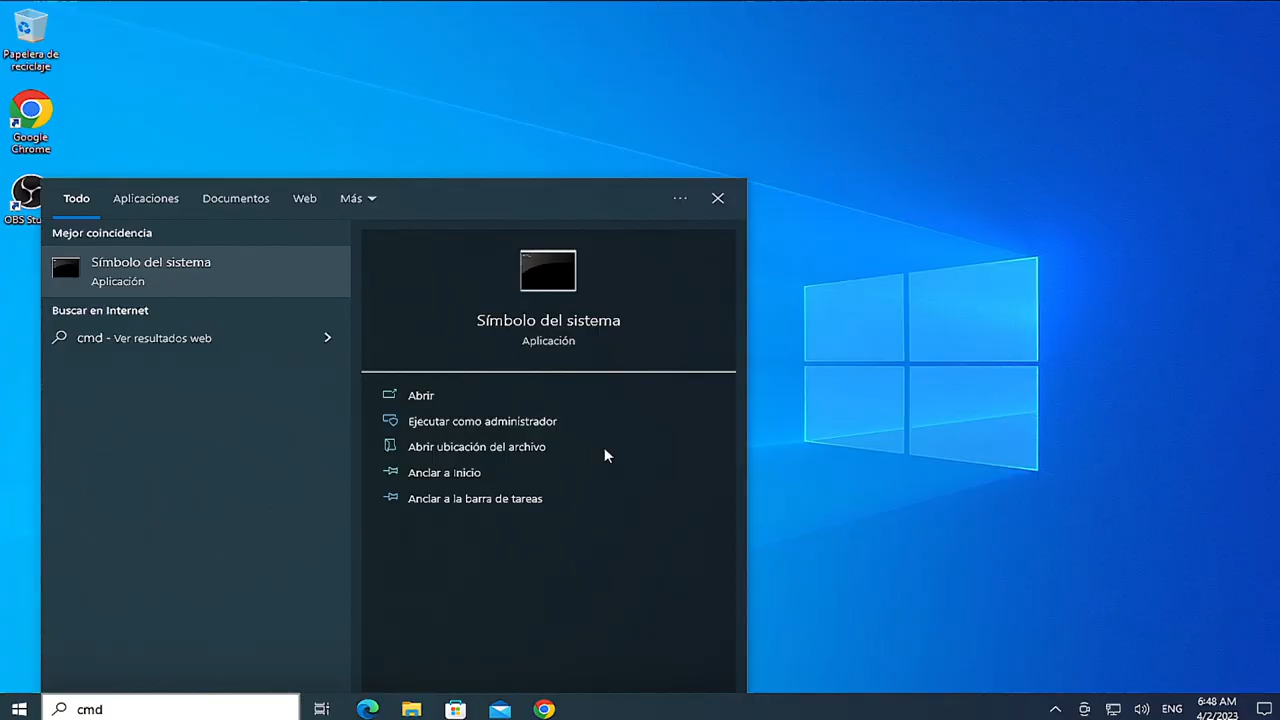 Papelera de
reciclaje
Google
Chrome
OBS Stu
Todo Aplicaciones Documentos Web Más
Mejor coincidencia
Símbolo del sistema
Aplicación
Buscar en Internet
cmd - Ver resultados web
Símbolo del sistema
Aplicación
Abrir
Ejecutar como administrador
Abrir ubicación del archivo
Anclar a Inicio
Anclar a la barra de tareas
cmd
ENG
6:48 AM
4/2/2023